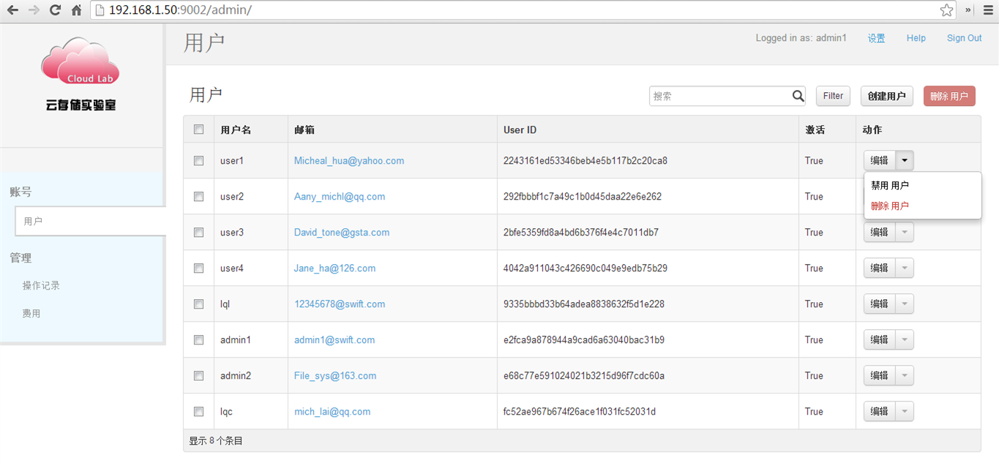 192.168.1.50:9002/admin/
»
Cloud Lab
云存储实验室
用户
Logged in as: admin1 设置 Help Sign Out
账号
用户
管理
操作记录
费用
用户
搜索 Filter 创建用户 删除 用户
用户名 邮箱 User ID 激活 动作
user1 Micheal_hua@yahoo.com 2243161ed53346beb4e5b117b2c20ca8 True 编辑
禁用 用户
删除 用户
user2 Aany_michl@qq.com 292fbbbf1c7a49c1b0d45daa22e6e262 True
user3 David_tone@gsta.com 2bfe5359fd8a4bd6b376f4e4c7011db7 True 编辑
user4 Jane_ha@126.com 4042a911043c426690c049e9edb75b29 True 编辑
lql 12345678@swift.com 9335bbbd33b64adea8838632f5d1e228 True 编辑
admin1 admin1@swift.com e2fca9a878944a9cad6a63040bac31b9 True 编辑
admin2 File_sys@163.com e68c77e591024021b3215d96f7cdc60a True 编辑
lqc mich_lai@qq.com fc52ae967b674f26ace1f031fc52031d True 编辑
显示 8 个条目